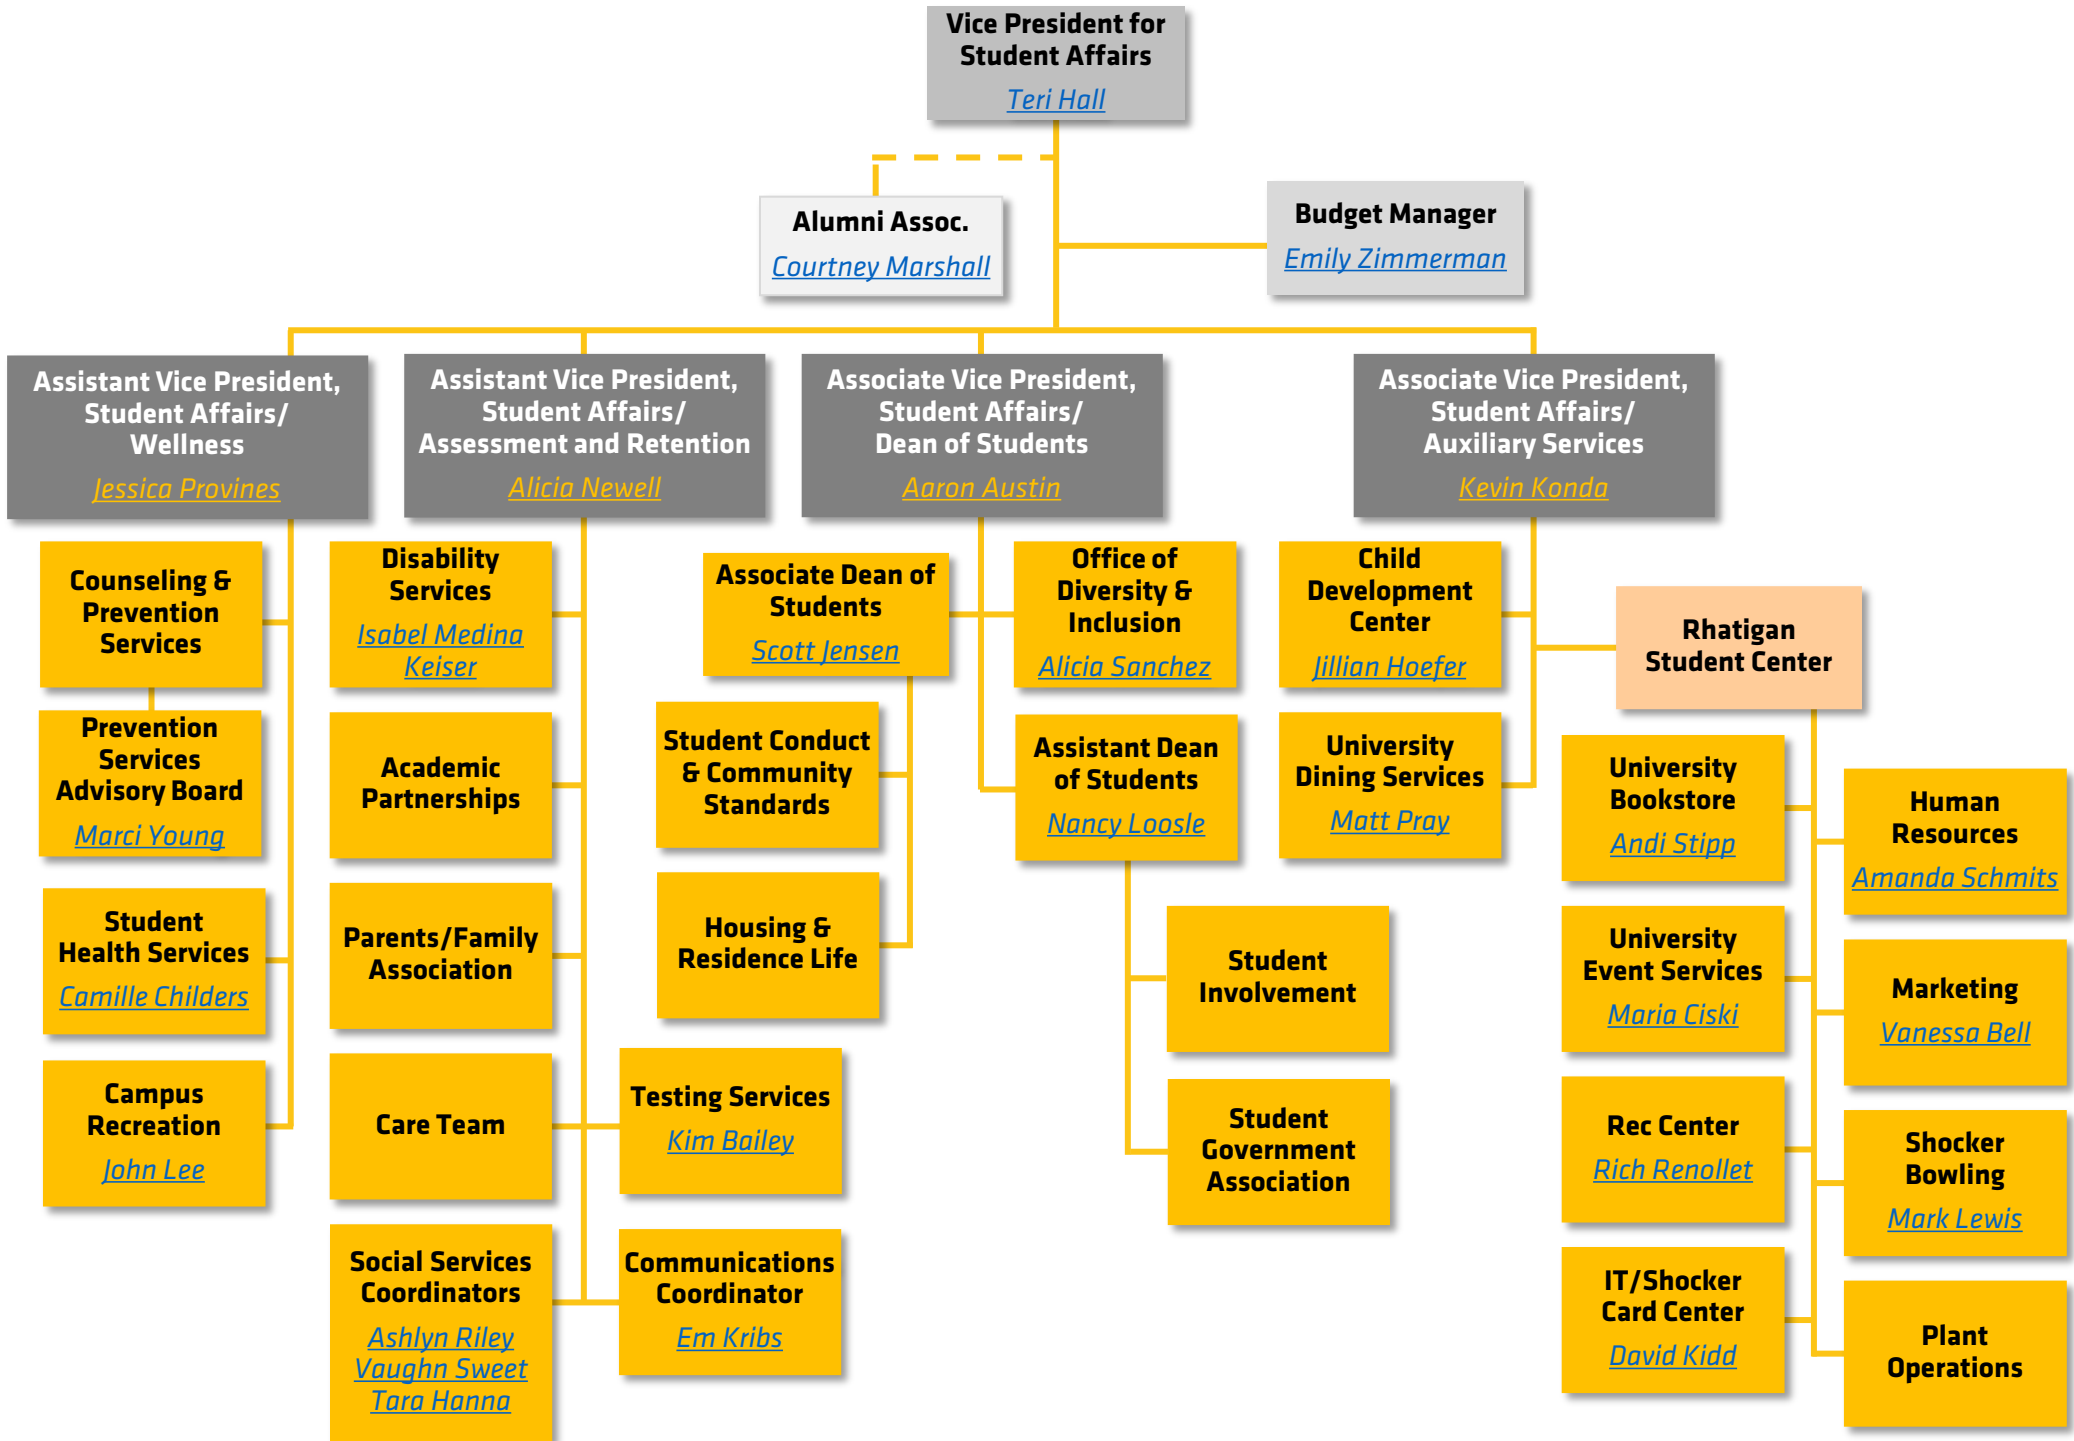 Vice President for
Student Affairs
Teri Hall
Alumni Assoc.
Courtney Marshall
Budget Manager
Emily Zimmerman
Assistant Vice President,
Student Affairs/
Wellness
Jessica Provines
Assistant Vice President,
Student Affairs/
Assessment and Retention
Alicia Newell
Associate Vice President,
Student Affairs/
Dean of Students
Aaron Austin
Associate Vice President,
Student Affairs/
Auxiliary Services
Kevin Konda
Counseling &
Prevention
Services
Prevention
Services
Advisory Board
Marci Young
Student
Health Services
Camille Childers
Campus
Recreation
John Lee
Disability
Services
Isabel Medina
Keiser
Academic
Partnerships
Parents/Family
Association
Care Team
Social Services
Coordinators
Ashlyn Riley
Vaughn Sweet
Tara Hanna
Testing Services
Kim Bailey
Communications
Coordinator
Em Kribs
Associate Dean of
Students
Scott Jensen
Student Conduct
& Community
Standards
Housing &
Residence Life
Office of
Diversity &
Inclusion
Alicia Sanchez
Assistant Dean
of Students
Nancy Loosle
Student
Involvement
Student
Government
Association
Child
Development
Center
Jillian Hoefer
University
Dining Services
Matt Pray
Rhatigan
Student Center
University
Bookstore
Andi Stipp
University
Event Services
Maria Ciski
Rec Center
Rich Renollet
IT/Shocker
Card Center
David Kidd
Human
Resources
Amanda Schmits
Marketing
Vanessa Bell
Shocker
Bowling
Mark Lewis
Plant
Operations